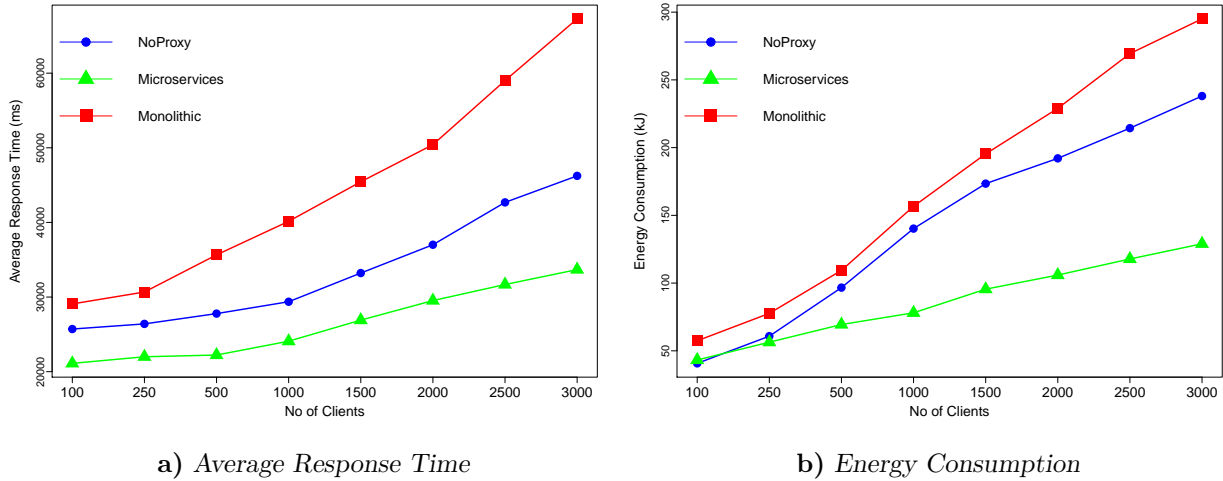 NoProxy
Microservices
Monolithic
Average Response Time (ms)
20000
30000
40000
50000
60000
100
250
500
1000
1500
2000
2500
3000
No of Clients
a) Average Response Time
NoProxy
Microservices
Monolithic
Energy Consumption (kJ)
50
100
150
200
250
300
100
250
500
1000
1500
2000
2500
3000
No of Clients
b) Energy Consumption